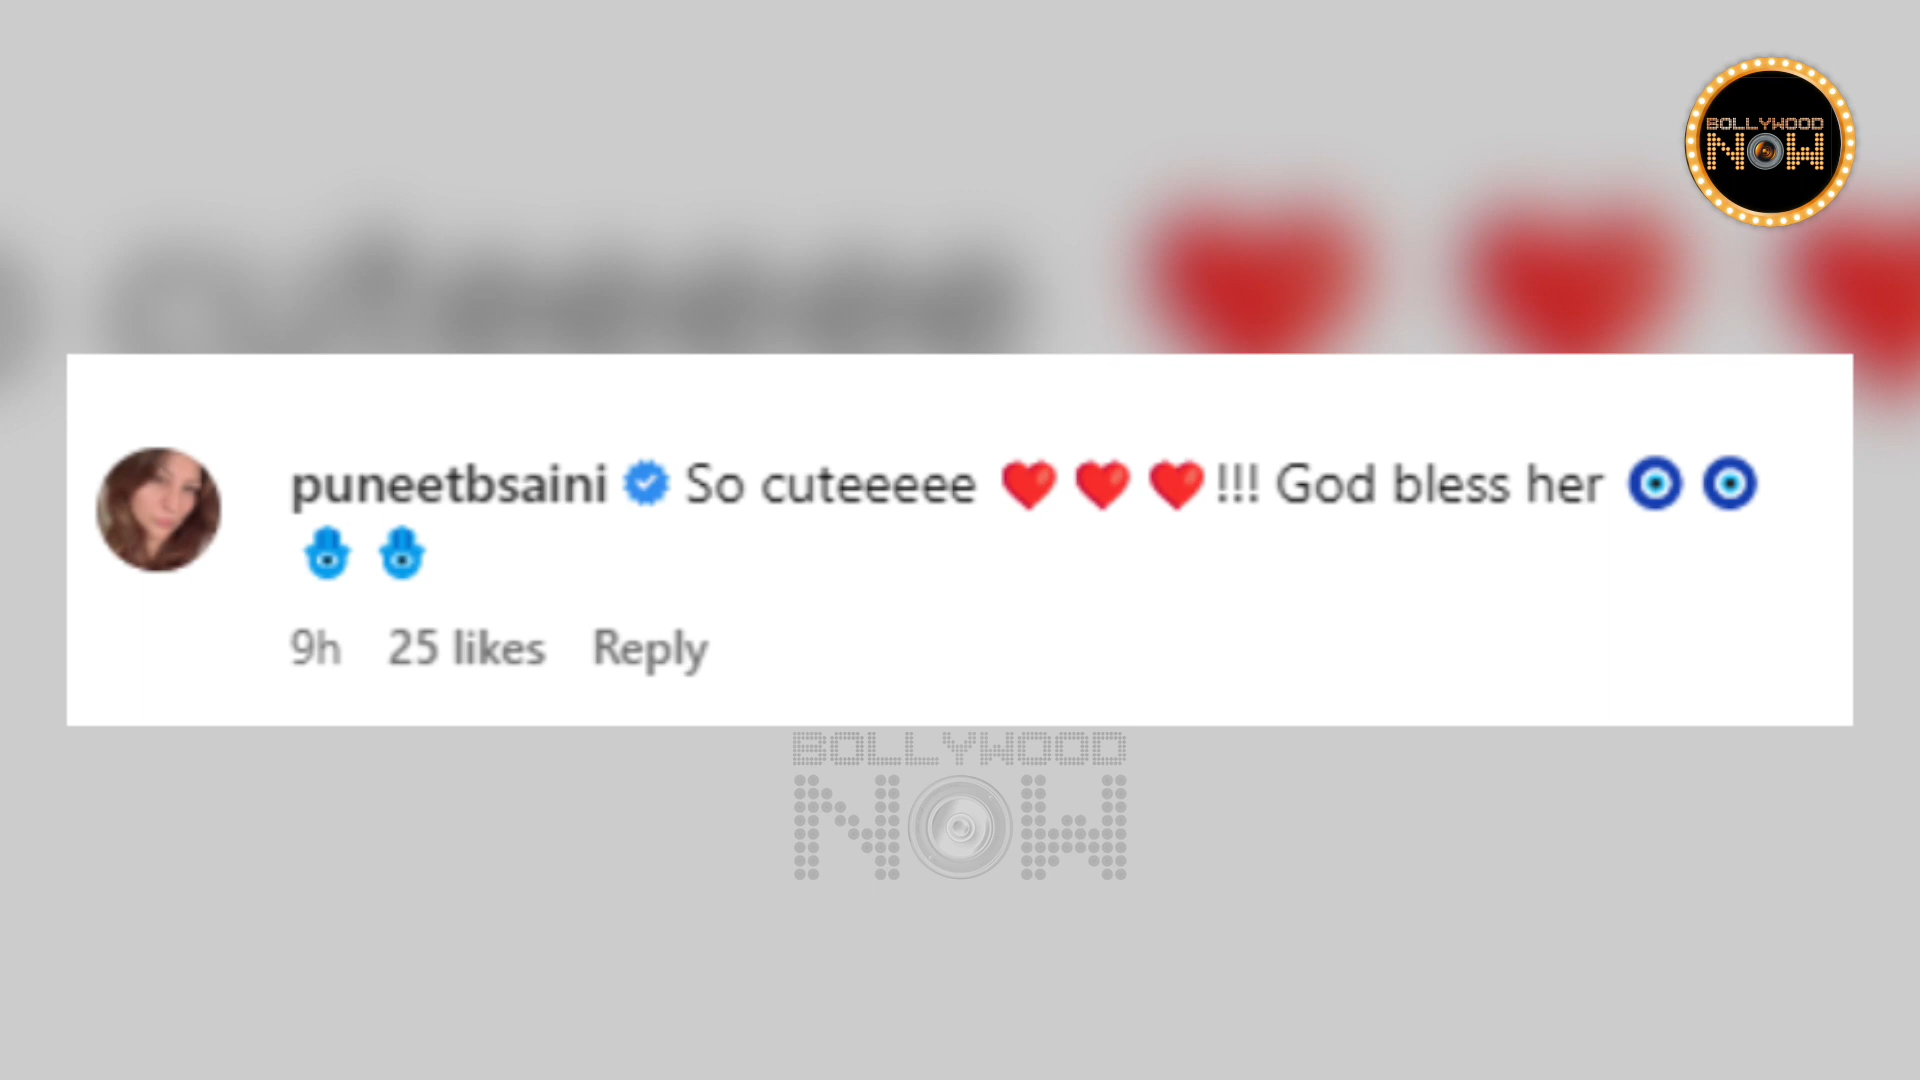 BOLLYWOOD
NOW
puneetbsaini So cuteeeee ❤️ ❤️ ❤️!!! God bless her 🧿 🧿
🪬 🪬
9h 25 likes Reply
BOLLYWOOD
NOW